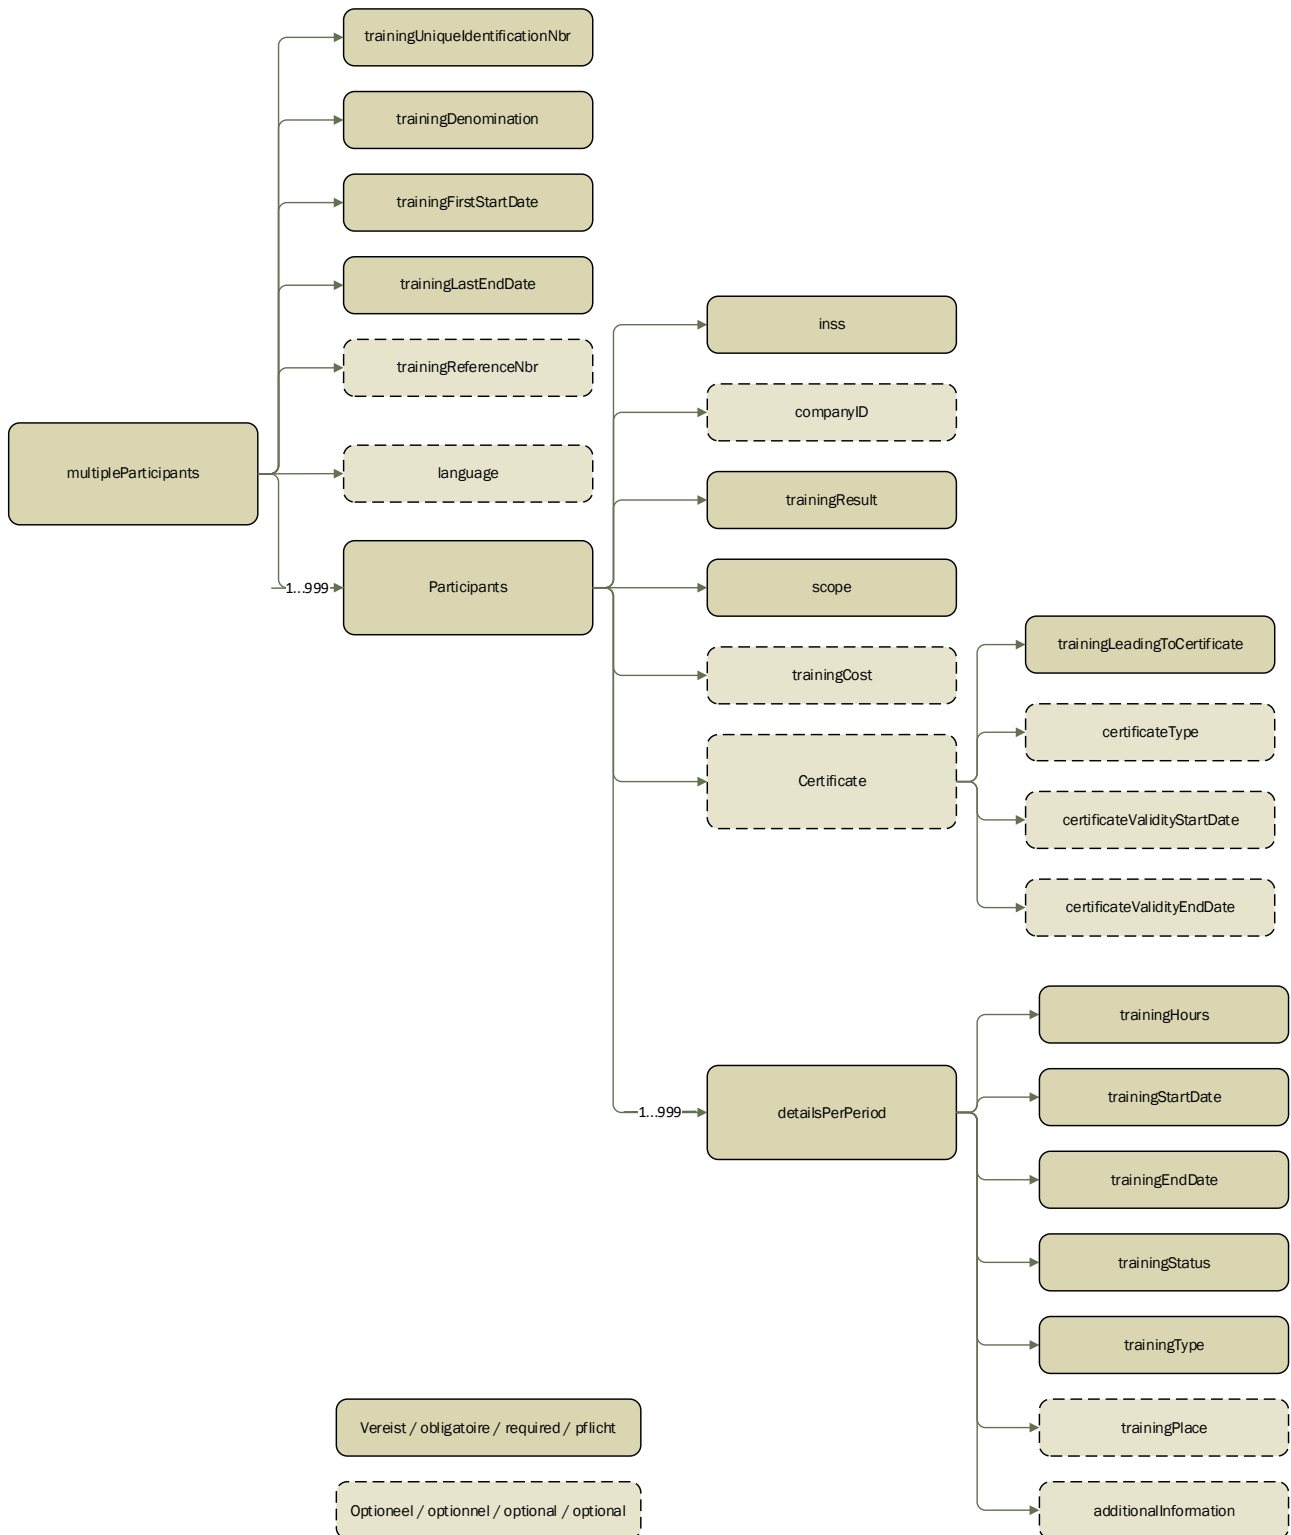 trainingUniqueIdentificationNbr
trainingDenomination
trainingFirstStartDate
trainingLastEndDate
trainingReferenceNbr
multipleParticipants
language
1...999
Participants
inss
companyID
trainingResult
scope
trainingCost
Certificate
trainingLeadingToCertificate
certificateType
certificateValidityStartDate
certificateValidityEndDate
1...999
detailsPerPeriod
trainingHours
trainingStartDate
trainingEndDate
trainingStatus
trainingType
trainingPlace
additionalInformation
Vereist / obligatoire / required / pflicht
Optioneel / optionnel / optional / optional